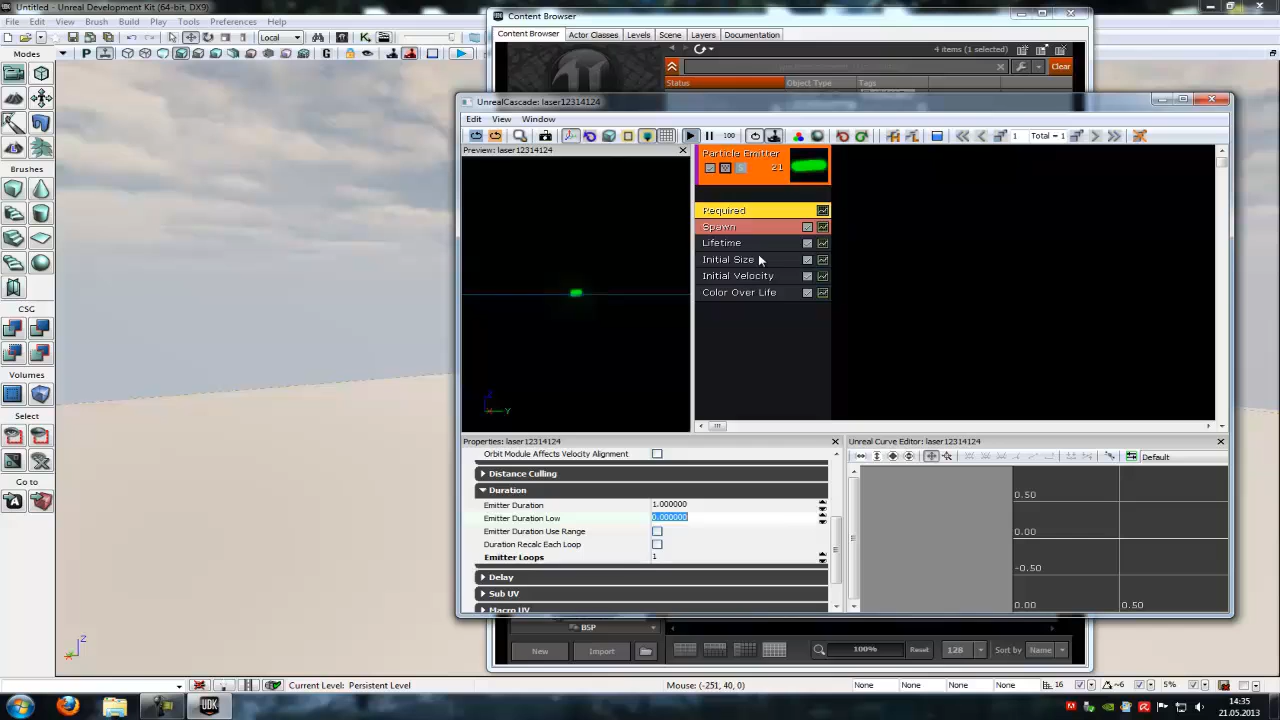 Untitled - Unreal Development Kit (64-bit, DX9)
File Edit View Brush Build Play Tools Preferences Help
Local
G
P
Modes
Brushes
CSG
Volumes
Select
Go to
Z
Content Browser
Content Browser Actor Classes Levels Scene Layers Documentation
4 items (1 selected)
Clear
Status Object Type Tags
UnrealCascade: laser12314124
Edit View Window
100 1 Total = 1
Preview: laser12314124
Particle Emitter
21
Required
Spawn
Lifetime
Initial Size
Initial Velocity
Color Over Life
Z
Y
Properties: laser12314124
Orbit Module Affects Velocity Alignment
Distance Culling
Duration
Emitter Duration 1.000000
Emitter Duration Low 0.000000
Emitter Duration Use Range
Duration Recalc Each Loop
Emitter Loops 1
Delay
Sub UV
Macro UV
Unreal Curve Editor: laser12314124
Default
0.50
0.00
-0.50
0.00 0.50
BSP
New Import
100% Reset 128 Sort by Name
Current Level: Persistent Level Mouse: (-251, 40, 0) None None None None 16 ~6 5%
UDK
14:35
21.05.2013